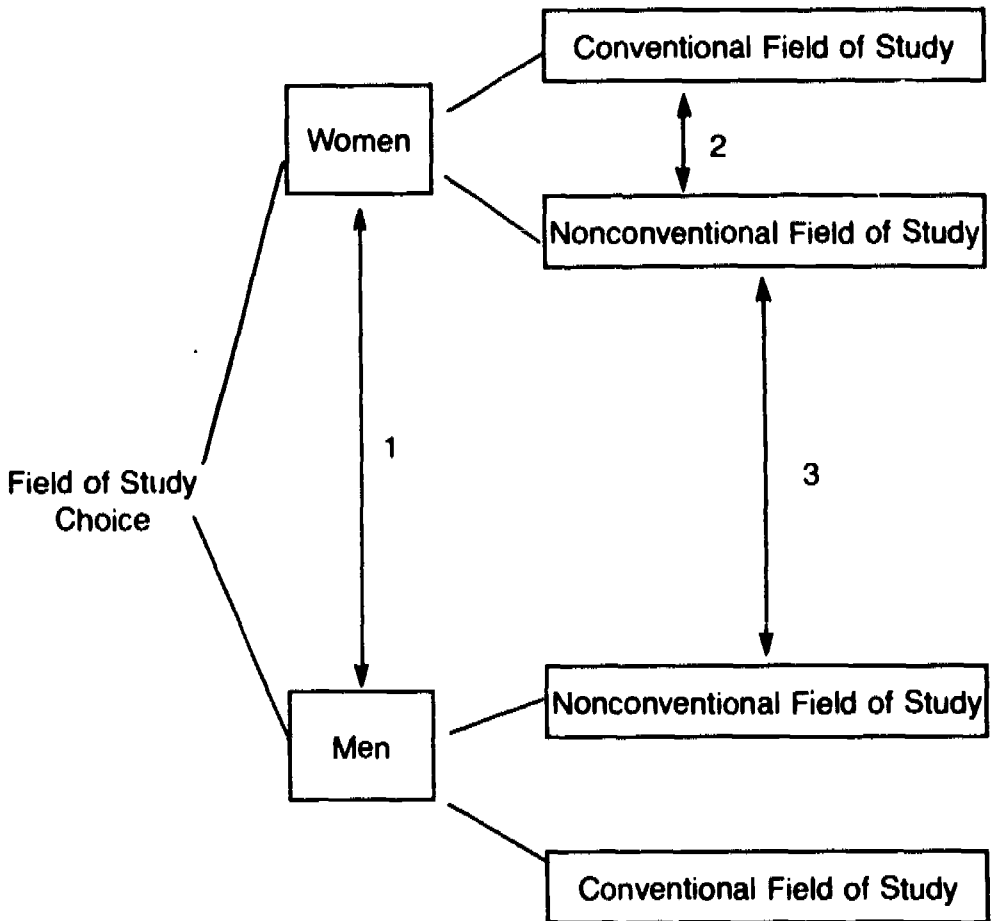 Conventional Field of Study
Women
2
Nonconventional Field of Study
1
3
Field of Study
Choice
Nonconventional Field of Study
Men
Conventional Field of Study